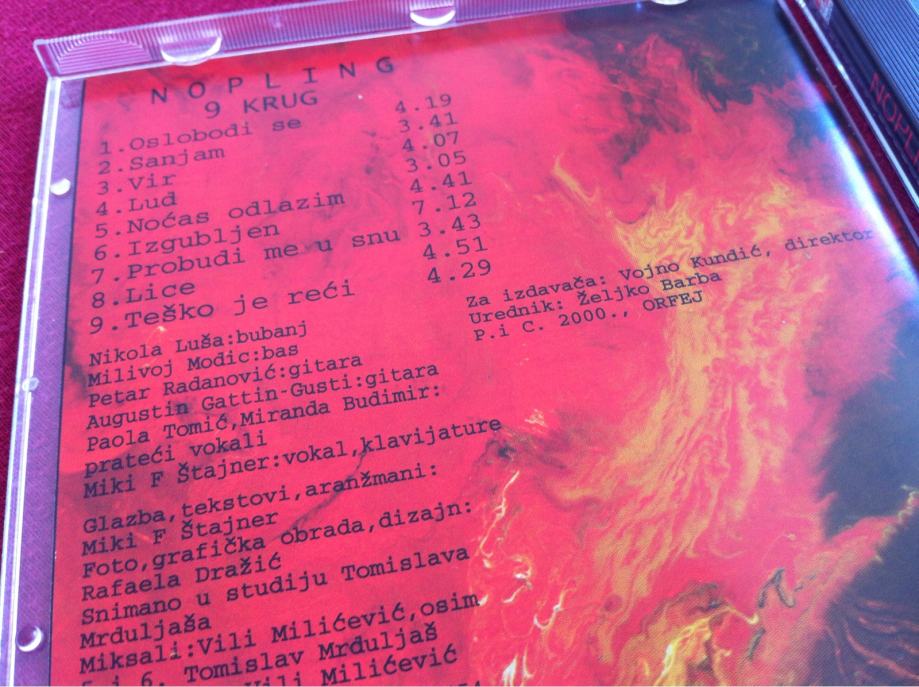 NOPLING
9 KRUG
1.Oslobodi se 4.19
2.Sanjam 3.41
3.Vir 4.07
4.Lud 3.05
5.Noćas odlazim 4.41
6.Izgubljen 7.12
7.Probudi me u snu 3.43
8.Lice 4.51
9.Teško je reći 4.29
Za izdavača: Vojno Kundić, direktor
Urednik: Željko Barba
P.i C. 2000., ORFEJ
Nikola Luša:bubanj
Milivoj Modic:bas
Petar Radanović:gitara
Augustin Gattin-Gusti:gitara
Paola Tomić,Miranda Budimir:
prateći vokali
Miki F Štajner:vokal,klavijature
Glazba,tekstovi,aranžmani:
Miki F Štajner
Foto,grafička obrada,dizajn:
Rafaela Dražić
Snimano u studiju Tomislava
Mrduljaša
Miksali:Vili Milićević,osim
5 i 6. Tomislav Mrduljaš
Vili Milićević